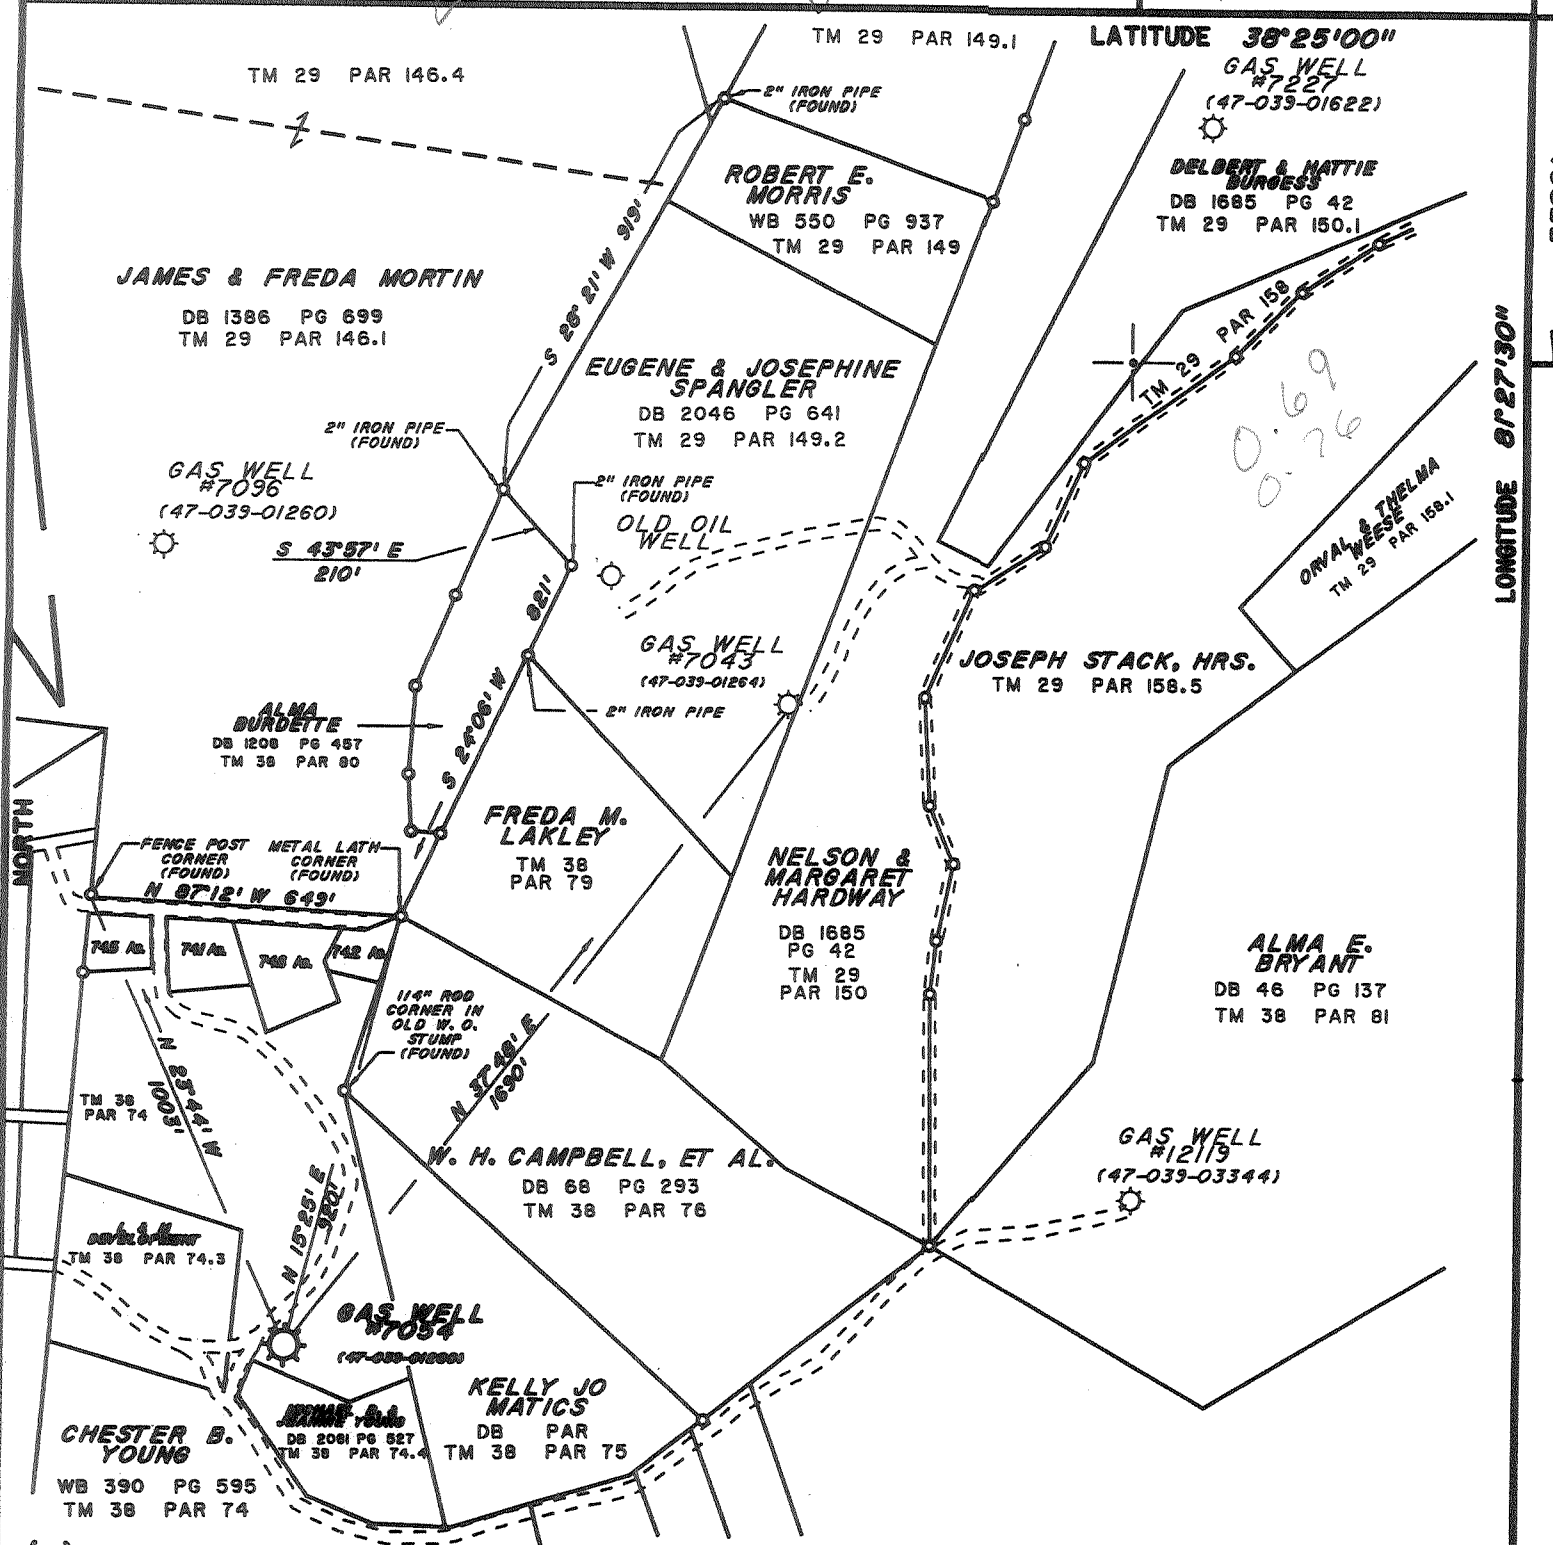 TM 29 PAR 149.1
LATITUDE 38°25'00"
TM 29 PAR 146.4
GAS WELL
#7227
(47-039-01622)
2" IRON PIPE
(FOUND)
ROBERT E.
MORRIS
WB 550 PG 937
TM 29 PAR 149
DELBERT & MATTIE
BURGESS
DB 1685 PG 42
TM 29 PAR 150.1
S 28° 21' W 919'
JAMES & FREDA MORTIN
DB 1386 PG 699
TM 29 PAR 146.1
TM 29 PAR 158
0.69
0.76
LONGITUDE 81°27'30"
EUGENE & JOSEPHINE
SPANGLER
DB 2046 PG 641
TM 29 PAR 149.2
2" IRON PIPE
(FOUND)
GAS WELL
#7096
(47-039-01260)
2" IRON PIPE
(FOUND)
OLD OIL
WELL
S 43°57' E
210'
ORVAL & THELMA
WEESE
TM 29 PAR 158.1
821'
S 24°06' W
GAS WELL
#7043
(47-039-01264)
2" IRON PIPE
JOSEPH STACK, HRS.
TM 29 PAR 158.5
ALMA
BURDETTE
DB 1208 PG 457
TM 38 PAR 80
NORTH
FREDA M.
LAKLEY
TM 38
PAR 79
FENCE POST
CORNER
(FOUND)
METAL LATH
CORNER
(FOUND)
N 87°12' W 649'
NELSON &
MARGARET
HARDWAY
DB 1685
PG 42
TM 29
PAR 150
ALMA E.
BRYANT
DB 46 PG 137
TM 38 PAR 81
1/4" ROD
CORNER IN
OLD W. O.
STUMP
(FOUND)
N 37°48' E
1690'
N 23°44' W
1003'
TM 38
PAR 74
N 15°25' E
920'
W. H. CAMPBELL, ET AL.
DB 68 PG 293
TM 38 PAR 76
GAS WELL
#12119
(47-039-03344)
L & M
DEVELOPMENT
TM 38 PAR 74.3
GAS WELL
#7054
KELLY JO
MATICS
DB PAR
TM 38 PAR 75
YOUNG
DB 2081 PG 527
TM 38 PAR 74.4
CHESTER B.
YOUNG
WB 390 PG 595
TM 38 PAR 74